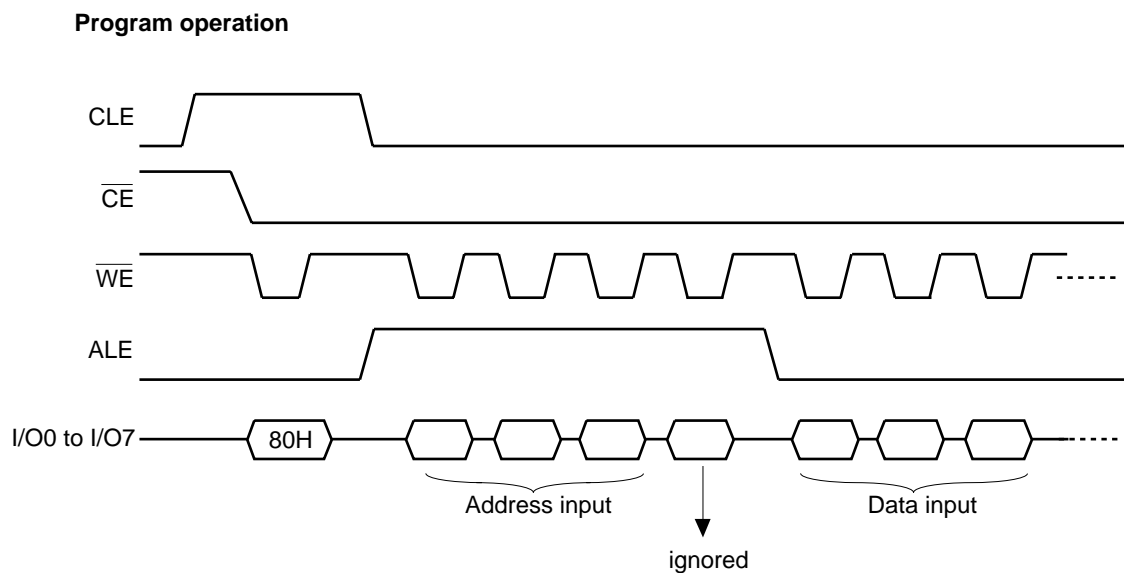 Program operation
CLE
CE
WE
ALE
I/O0 to I/O7
80H
Address input
Data input
ignored